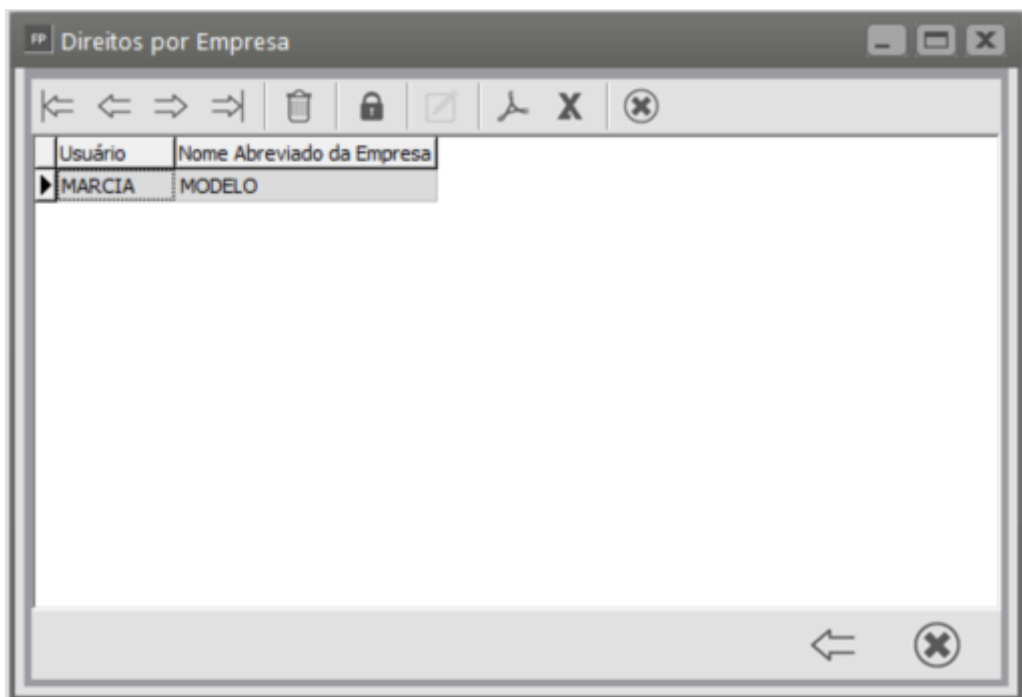 FP Direitos por Empresa
Usuário Nome Abreviado da Empresa
MARCIA MODELO